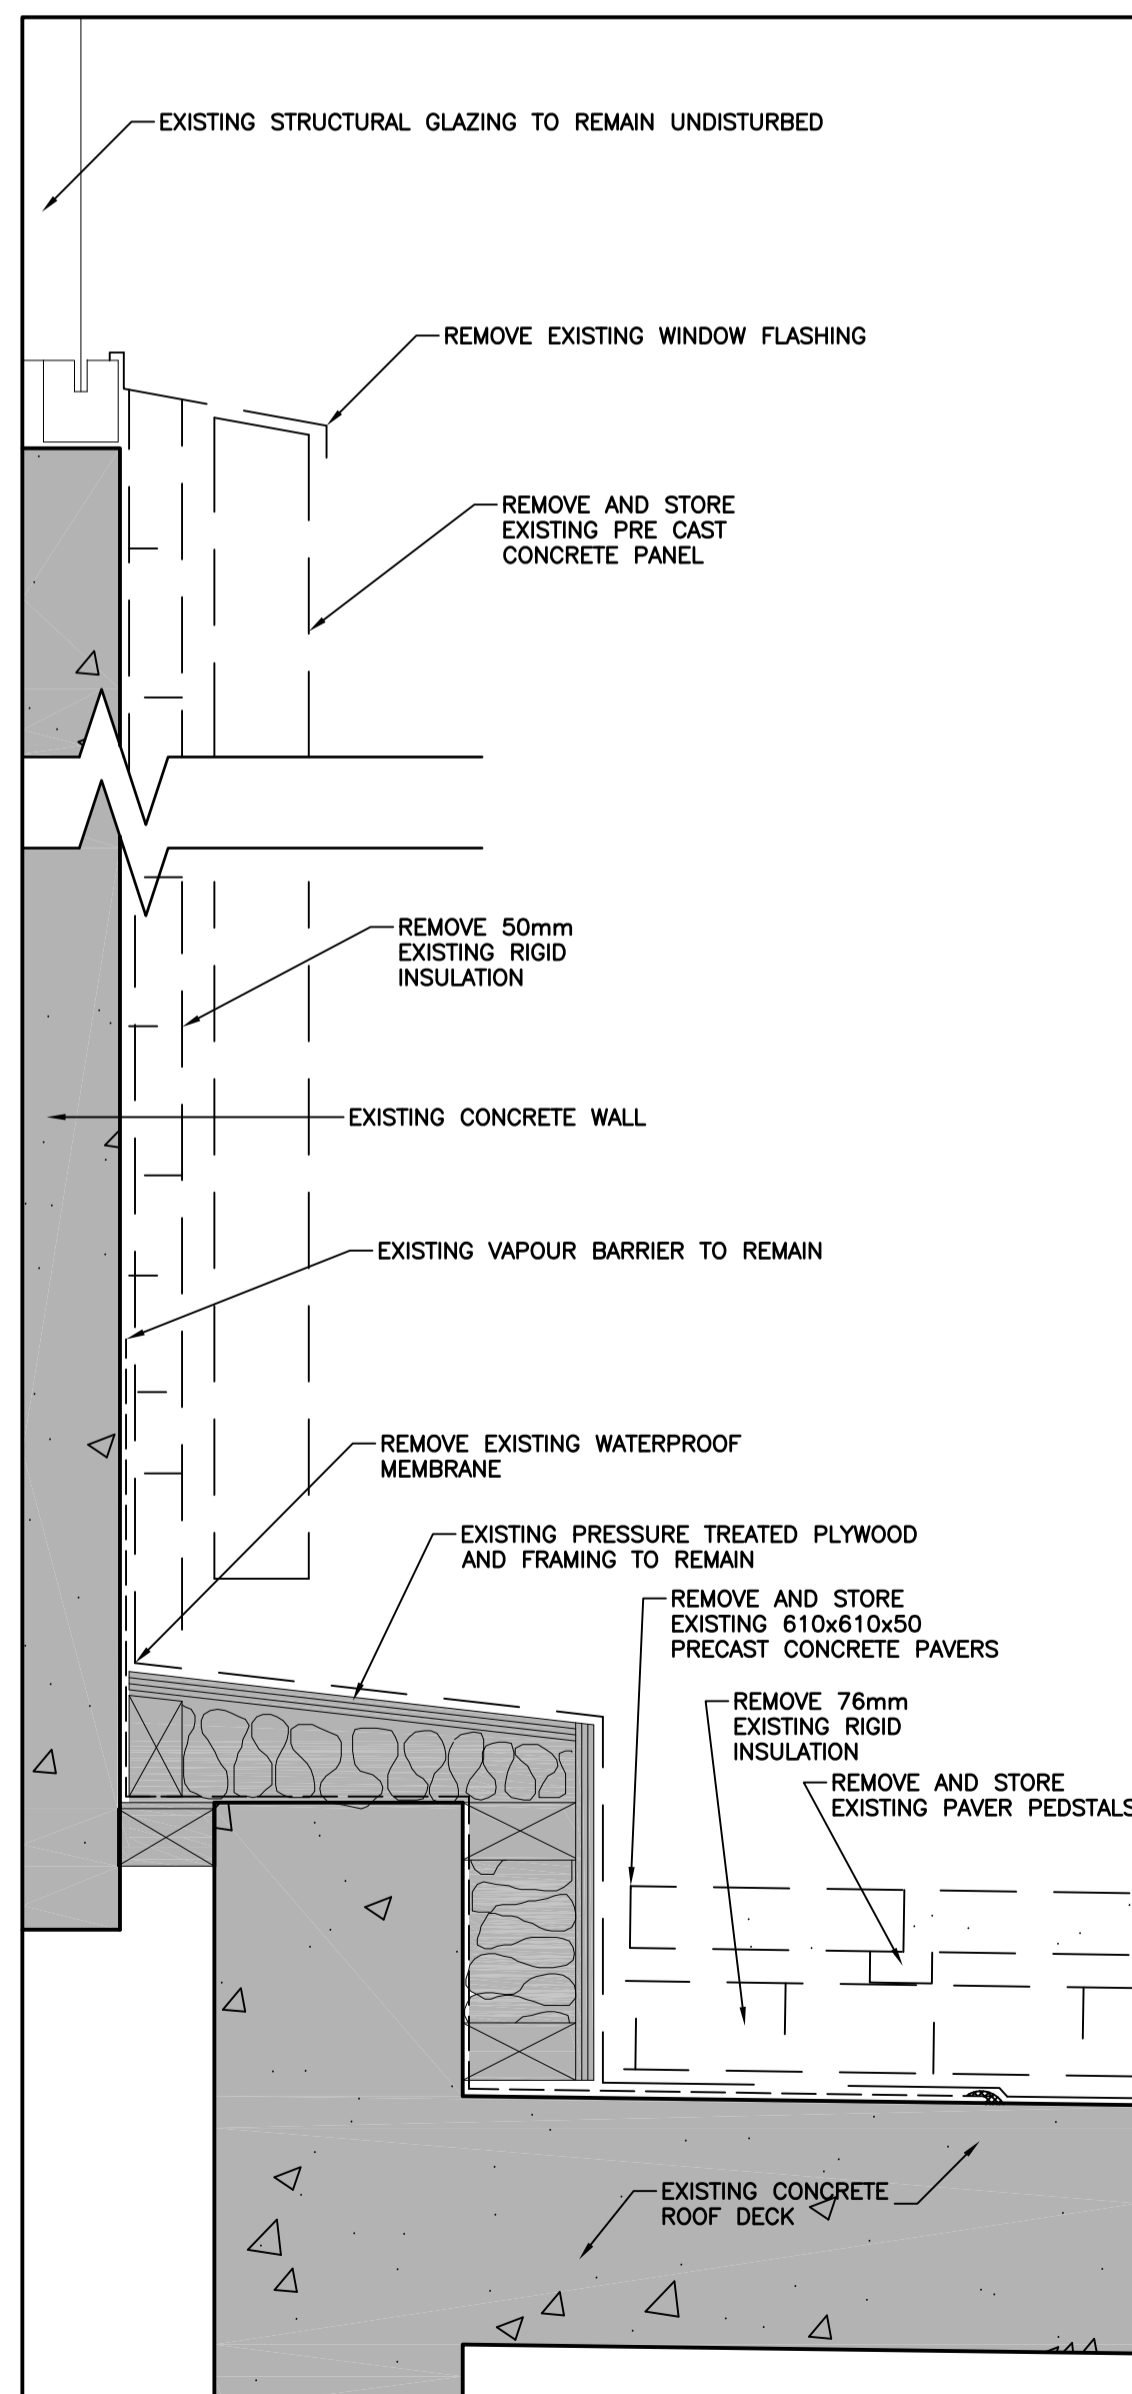 EXISTING STRUCTURAL GLAZING TO REMAIN UNDISTURBED
REMOVE EXISTING WINDOW FLASHING
REMOVE AND STORE
EXISTING PRE CAST
CONCRETE PANEL
REMOVE 50mm
EXISTING RIGID
INSULATION
EXISTING CONCRETE WALL
EXISTING VAPOUR BARRIER TO REMAIN
REMOVE EXISTING WATERPROOF
MEMBRANE
EXISTING PRESSURE TREATED PLYWOOD
AND FRAMING TO REMAIN
REMOVE AND STORE
EXISTING 610x610x50
PRECAST CONCRETE PAVERS
REMOVE 76mm
EXISTING RIGID
INSULATION
REMOVE AND STORE
EXISTING PAVER PEDSTALS
EXISTING CONCRETE
ROOF DECK